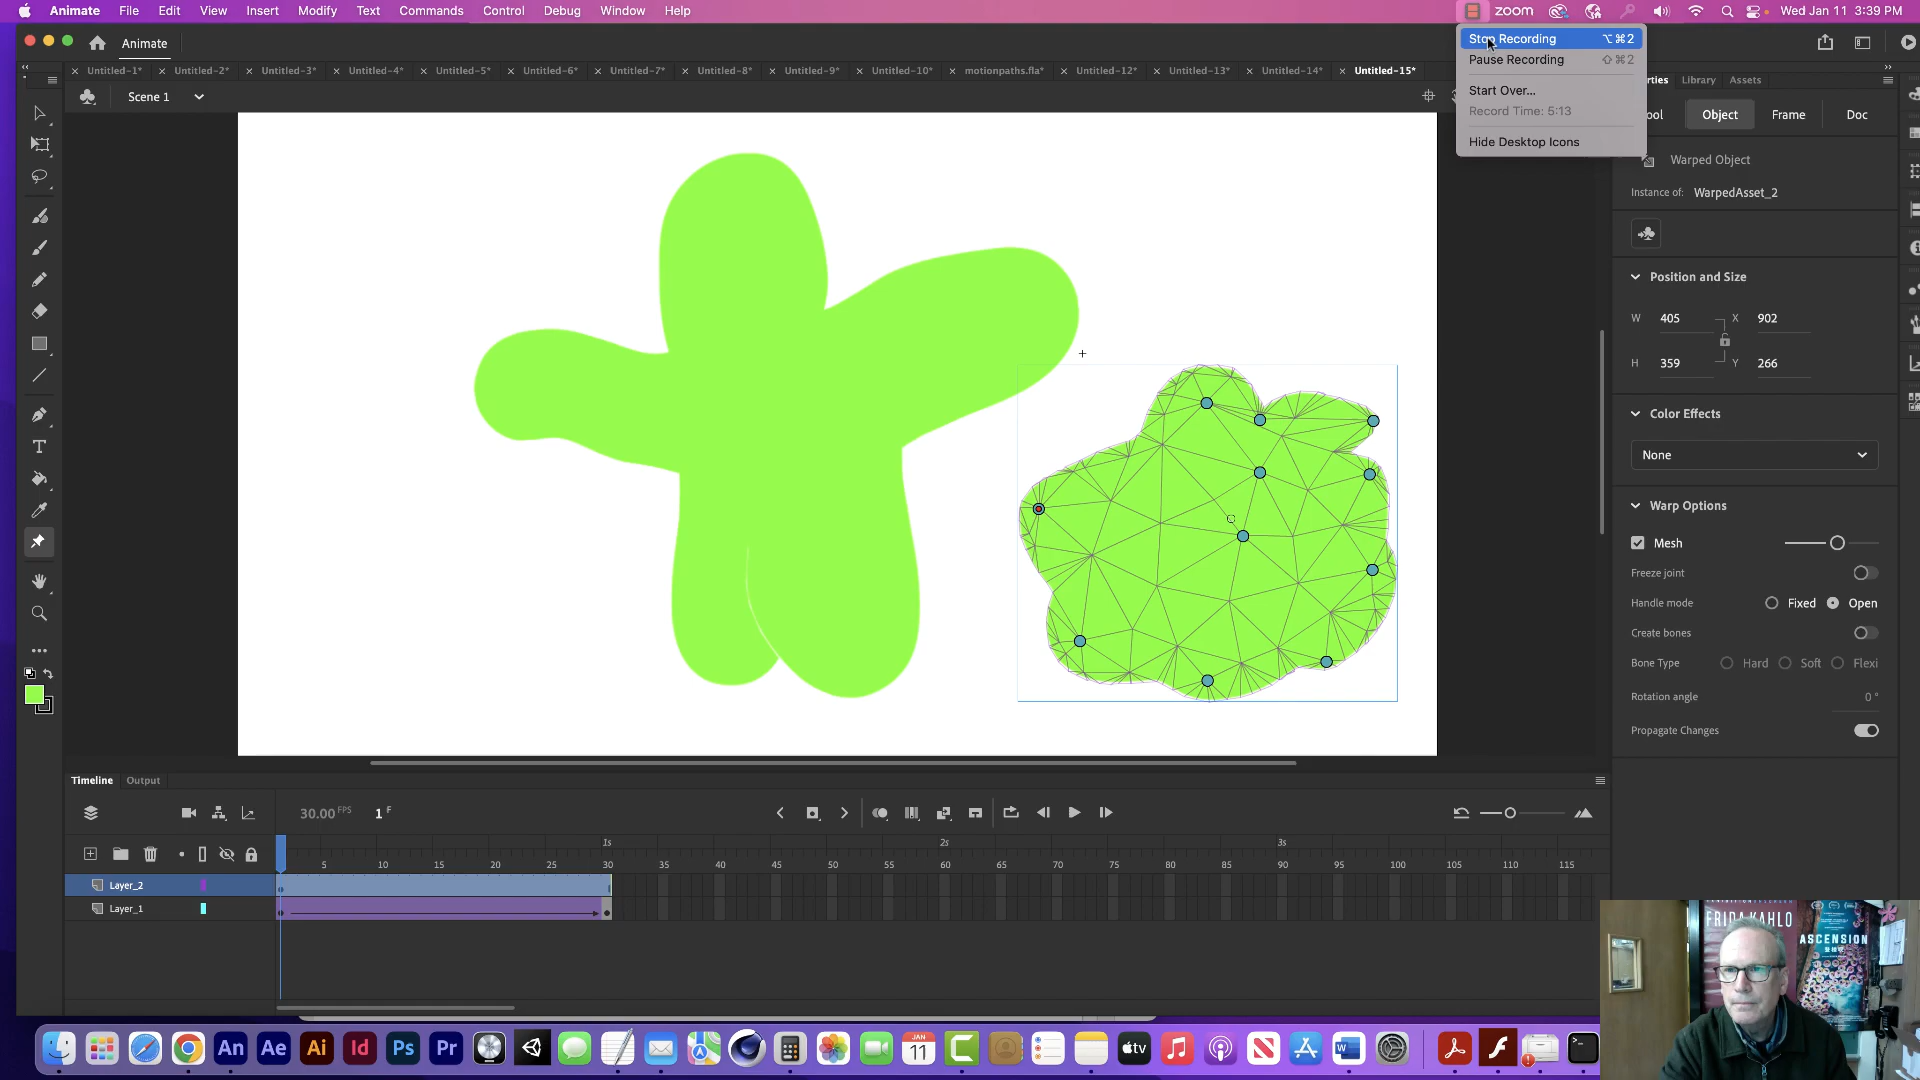 Animate File Edit View Insert Modify Text Commands Control Debug Window Help zoom Wed Jan 11 3:39 PM
Stop Recording ⌥⌘2
Pause Recording ⇧⌘2
Start Over...
Record Time: 5:13
Hide Desktop Icons
Animate
Untitled-1* Untitled-2* Untitled-3* Untitled-4* Untitled-5* Untitled-6* Untitled-7* Untitled-8* Untitled-9* Untitled-10* motionpaths.fla* Untitled-12* Untitled-13* Untitled-14* Untitled-15*
Scene 1
rties Library Assets
ool Object Frame Doc
Warped Object
Instance of: WarpedAsset_2
Position and Size
W 405 X 902
H 359 Y 266
Color Effects
None
Warp Options
Mesh
Freeze joint
Handle mode Fixed Open
Create bones
Bone Type Hard Soft Flexi
Rotation angle 0 °
Propagate Changes
Timeline Output
30.00 FPS 1 F
1s 2s 3s
5 10 15 20 25 30 35 40 45 50 55 60 65 70 75 80 85 90 95 100 105 110 115
Layer_2
Layer_1
FRIDA KAHLO
ASCENSION
An Ae Ai Id Ps Pr JAN 11 tv W